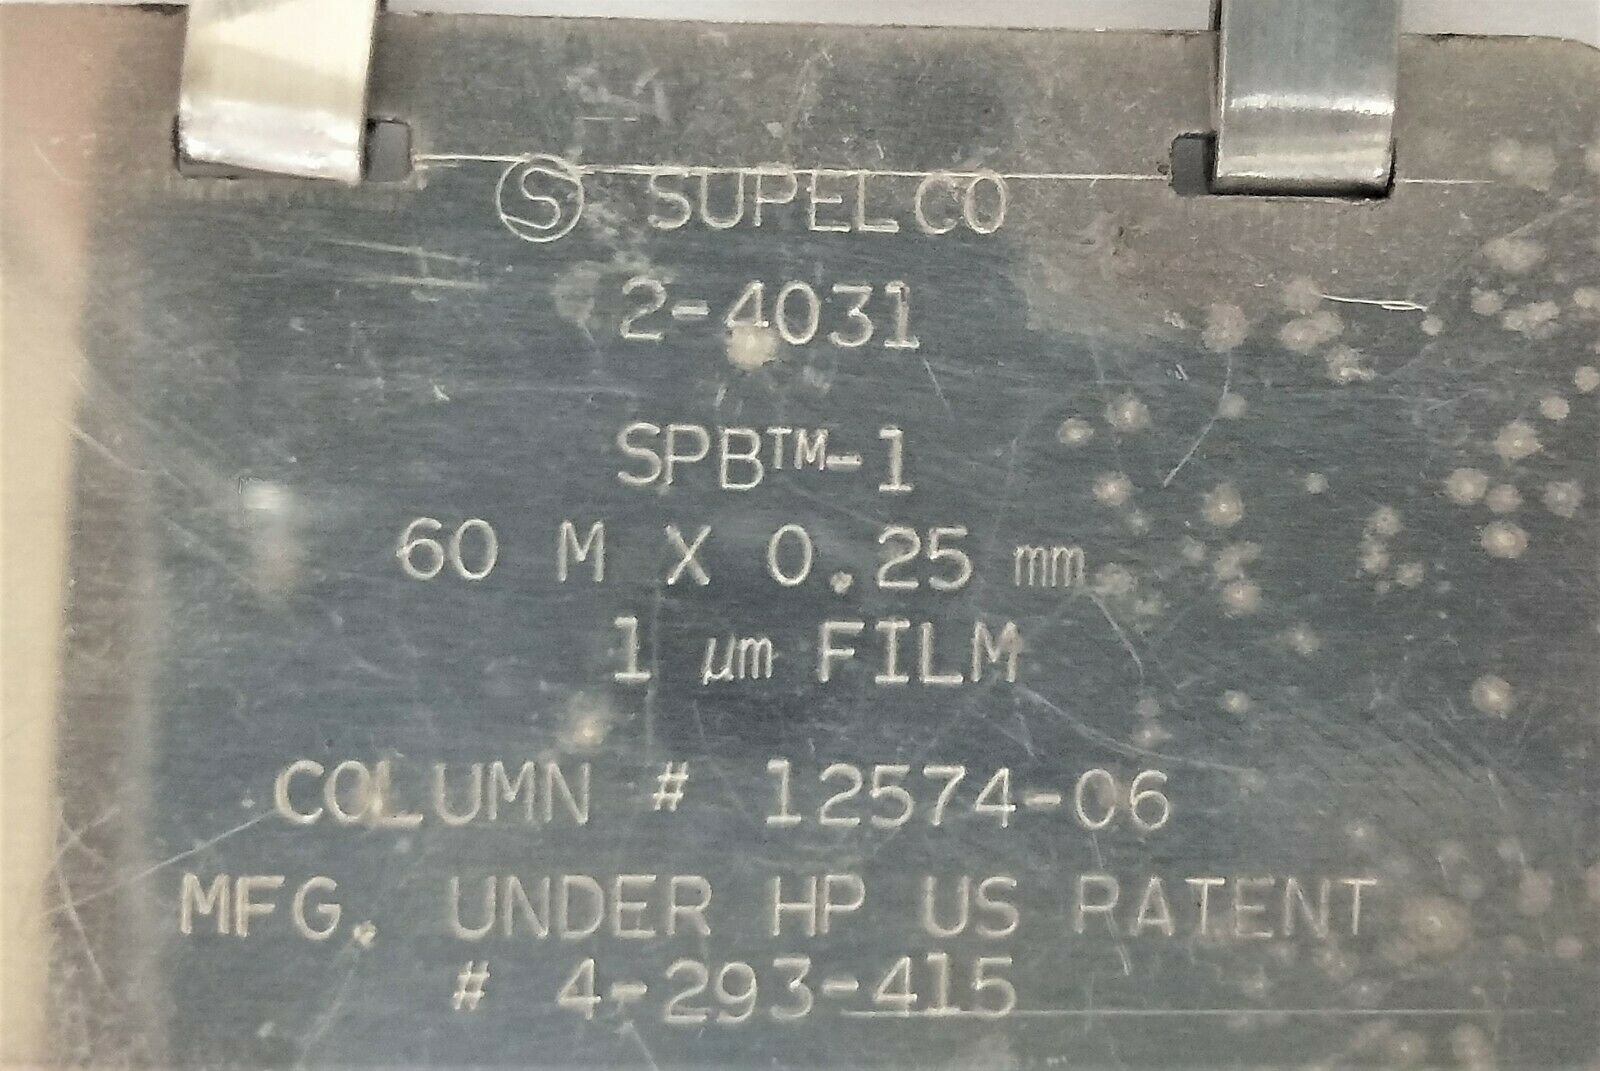 Ⓢ SUPELCO
2-4031
SPB™-1
60 M X 0.25 mm
1 µm FILM
COLUMN # 12574-06
MFG. UNDER HP US PATENT
# 4-293-415